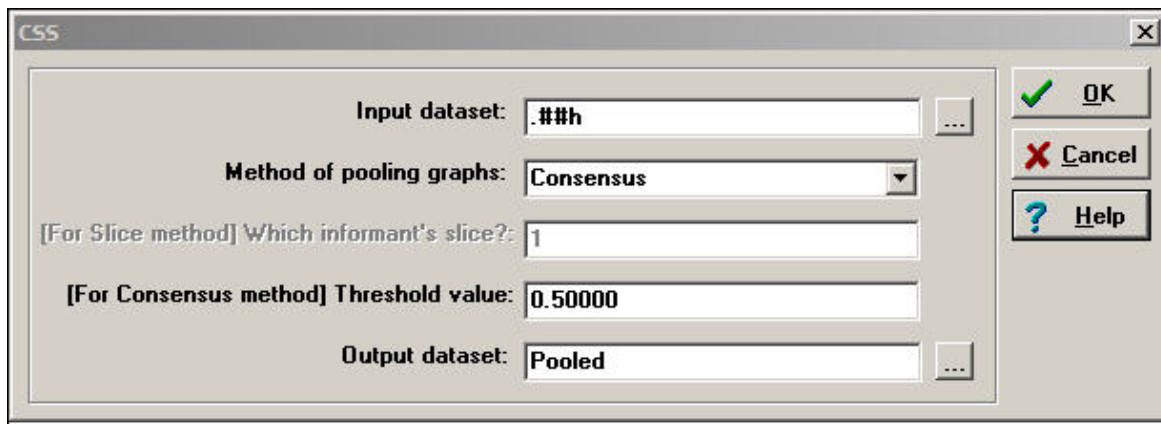 CSS
Input dataset: .##h ...
Method of pooling graphs: Consensus
[For Slice method] Which informant's slice?: 1
[For Consensus method] Threshold value: 0.50000
Output dataset: Pooled ...
OK
Cancel
? Help